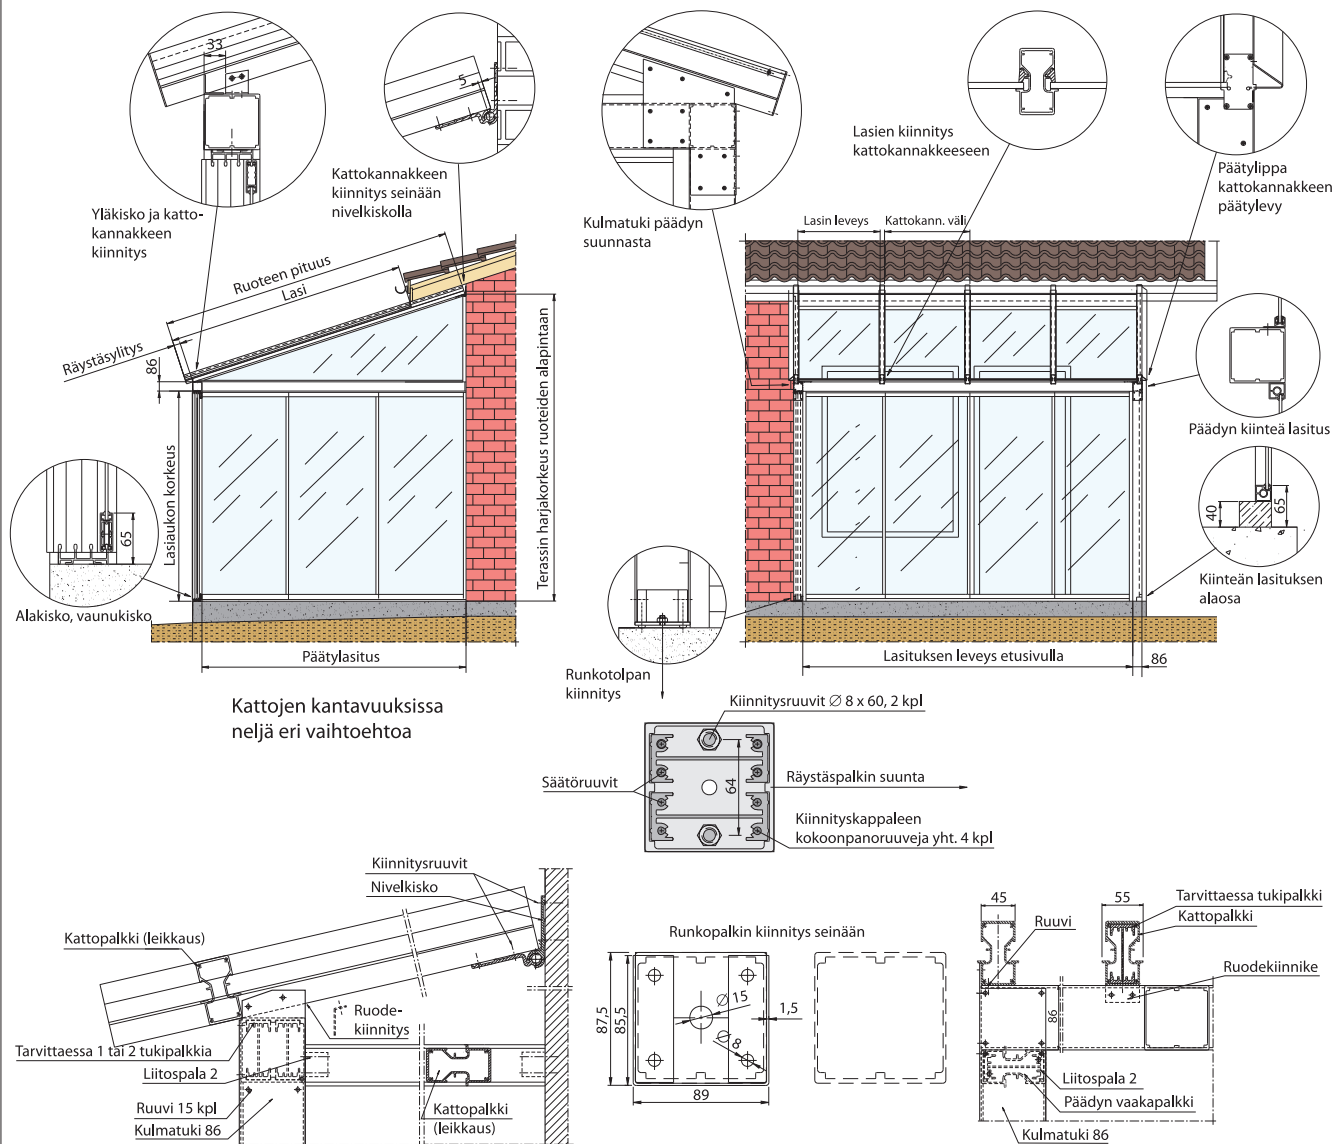 33
Yläkisko ja katto-
kannakkeen
kiinnitys
5
Kattokannakkeen
kiinnitys seinään
nivelkiskolla
Kulmatuki päädyn
suunnasta
Lasien kiinnitys
kattokannakkeeseen
Päätylippa
kattokannakkeen
päätylevy
Lasin leveys
Kattokann. väli
Ruoteen pituus
Lasi
Räystäsylitys
86
Lasiaukon korkeus
Terassin harjakorkeus ruoteiden alapintaan
65
Alakisko, vaunukisko
Päätylasitus
Päädyn kiinteä lasitus
40
65
Kiinteän lasituksen
alaosa
Runkotolpan
kiinnitys
Lasituksen leveys etusivulla
86
Kattojen kantavuuksissa
neljä eri vaihtoehtoa
Kiinnitysruuvit ∅ 8 x 60, 2 kpl
Säätöruuvit
64
Räystäspalkin suunta
Kiinnityskappaleen
kokoonpanoruuveja yht. 4 kpl
Kiinnitysruuvit
Nivelkisko
Kattopalkki (leikkaus)
Ruode-
kiinnitys
Tarvittaessa 1 tai 2 tukipalkkia
Liitospala 2
Ruuvi 15 kpl
Kulmatuki 86
Kattopalkki
(leikkaus)
Runkopalkin kiinnitys seinään
87,5
85,5
∅ 15
∅ 8
1,5
89
45
55
Ruuvi
Tarvittaessa tukipalkki
Kattopalkki
Ruodekiinnike
86
Liitospala 2
Päädyn vaakapalkki
Kulmatuki 86